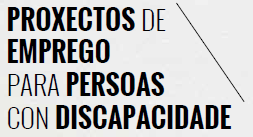 PROXECTOS DE
EMPREGO
PARA PERSOAS
CON DISCAPACIDADE